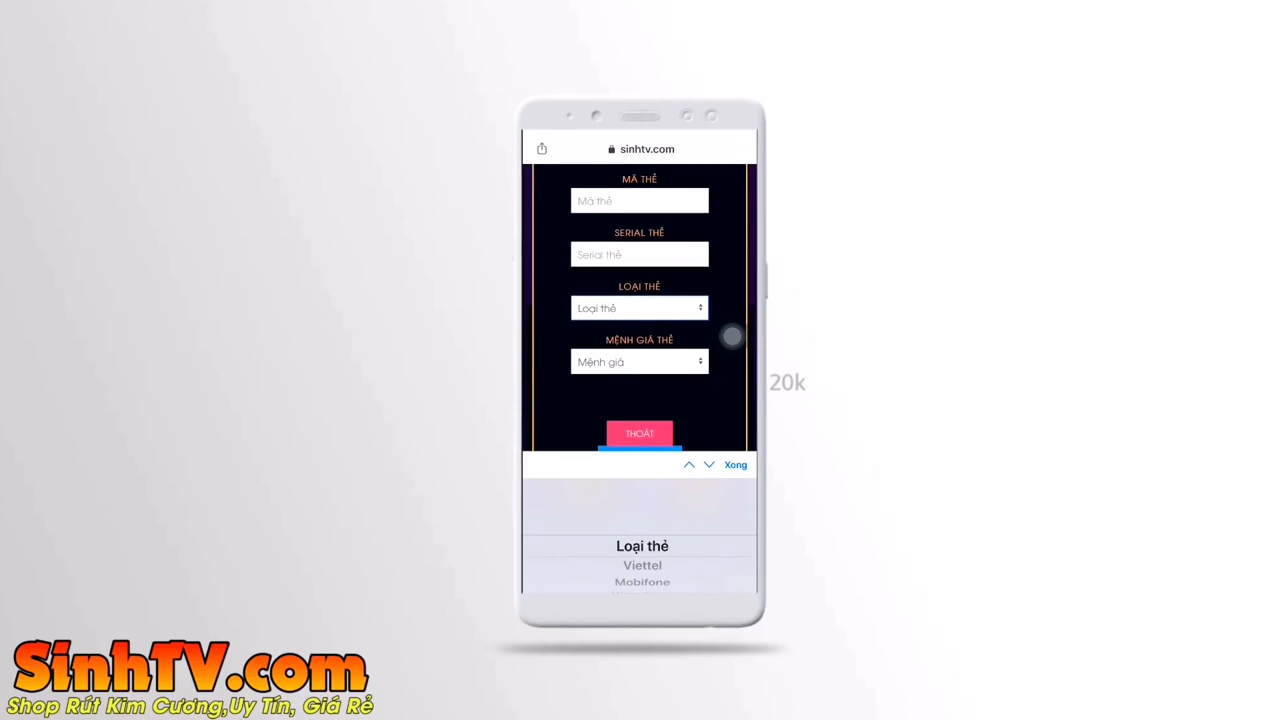 sinhtv.com
MÃ THẺ
Mã thẻ
SERIAL THẺ
Serial thẻ
LOẠI THẺ
Loại thẻ
MỆNH GIÁ THẺ
Mệnh giá
20k
THOÁT
Xong
Loại thẻ
Viettel
Mobifone
SinhTV.com
Shop Rút Kim Cương,Uy Tín, Giá Rẻ